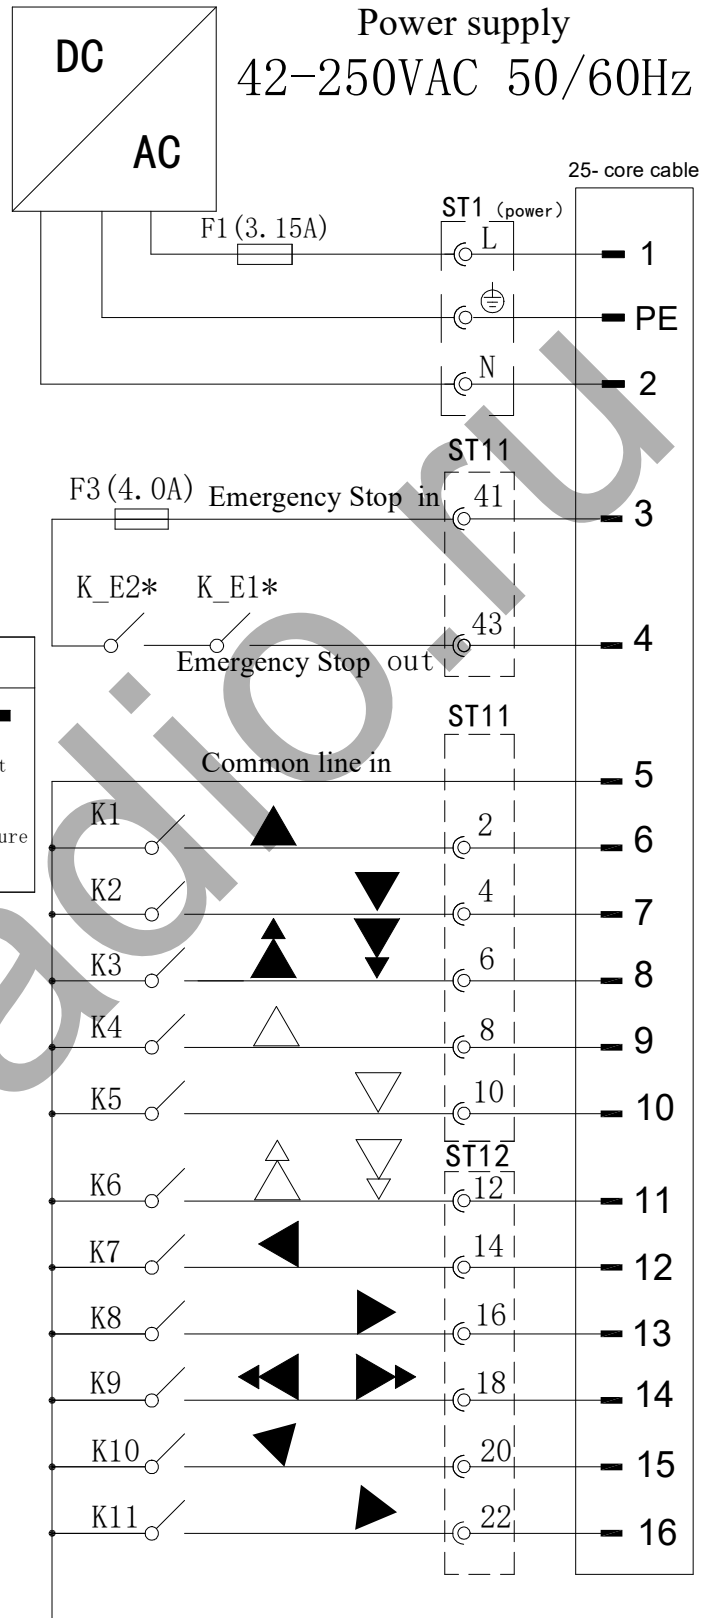 Power supply
DC
42-250VAC 50/60Hz
AC
25- core cable
ST1 (power)
F1(3.15A)
L
1
PE
N
2
ST11
F3(4.0A)
Emergency Stop in
41
3
K_E2*
K_E1*
43
4
Emergency Stop out
ST11
Common line in
5
t
K1
2
6
ure
K2
4
7
K3
6
8
K4
8
9
K5
10
10
ST12
K6
12
11
K7
14
12
K8
16
13
K9
18
14
K10
20
15
K11
22
16
adio.ru